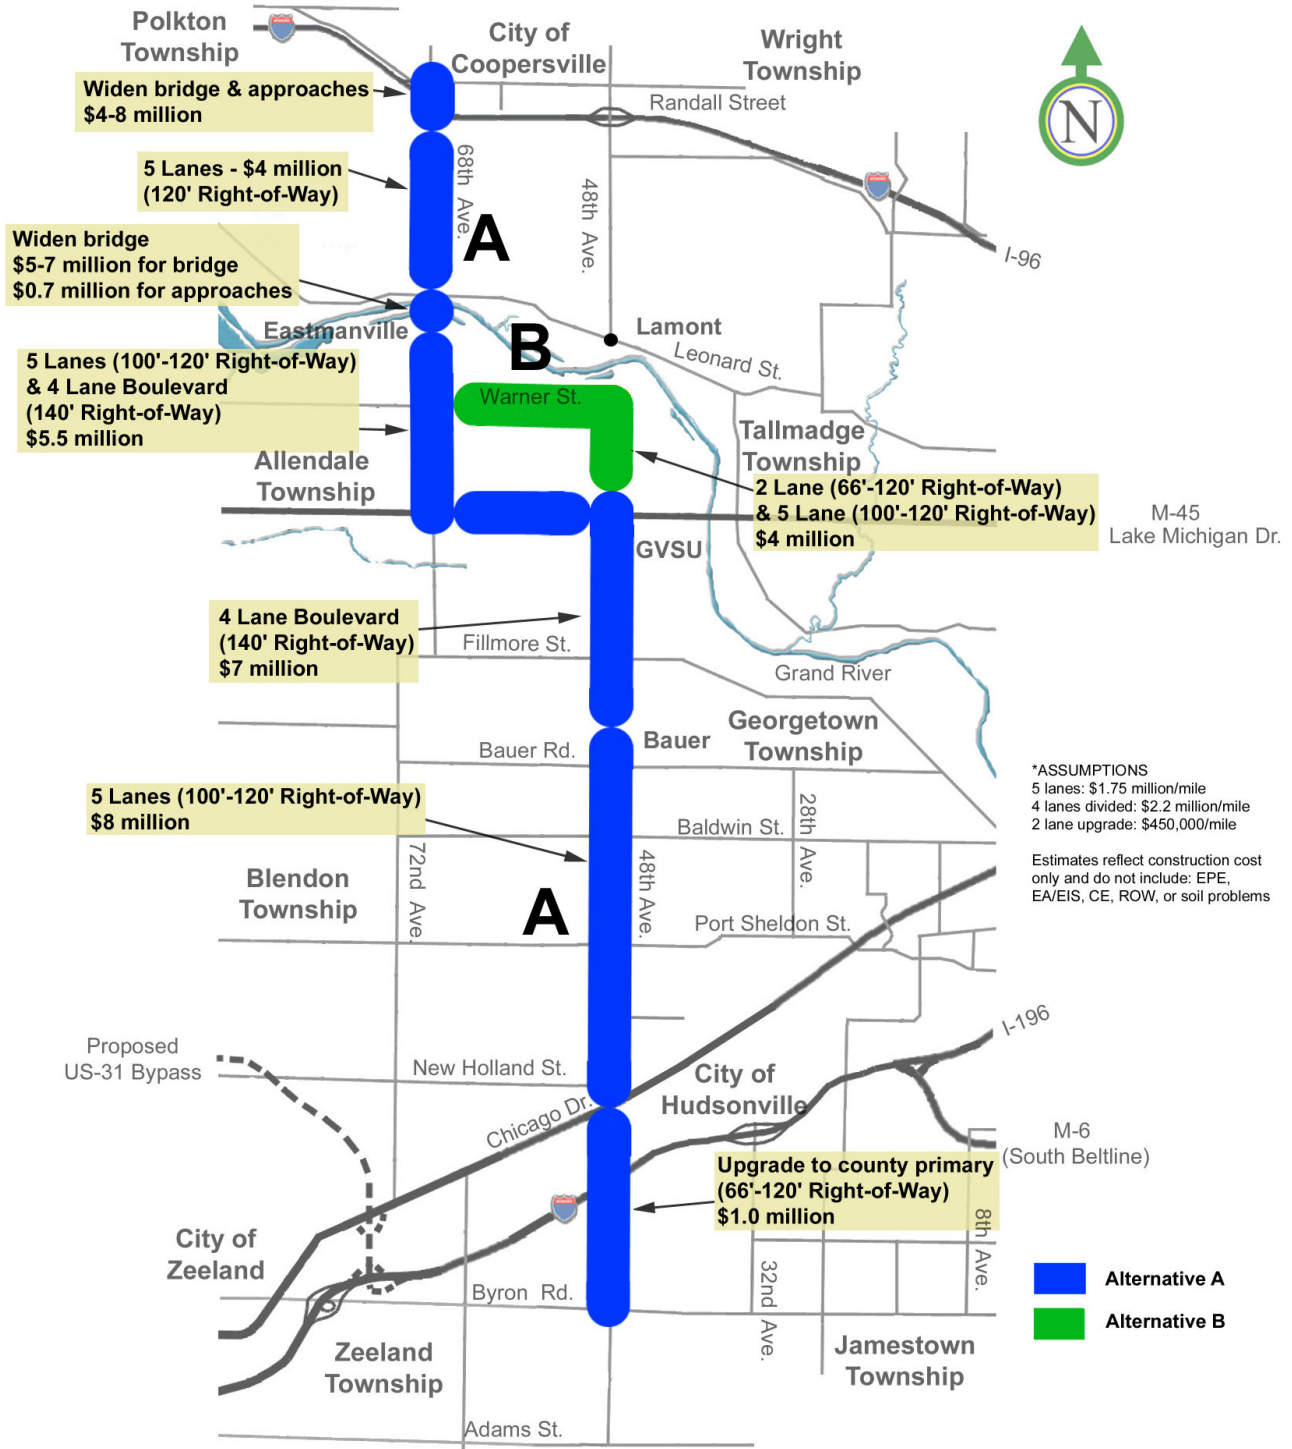 Polkton
Township
City of
Coopersville
Wright
Township
N
Widen bridge & approaches
$4-8 million
Randall Street
5 Lanes - $4 million
(120' Right-of-Way)
68th Ave.
48th Ave.
A
I-96
Widen bridge
$5-7 million for bridge
$0.7 million for approaches
Eastmanville
B
Lamont
Leonard St.
5 Lanes (100'-120' Right-of-Way)
& 4 Lane Boulevard
(140' Right-of-Way)
$5.5 million
Warner St.
Tallmadge
Township
Allendale
Township
2 Lane (66'-120' Right-of-Way)
& 5 Lane (100'-120' Right-of-Way)
$4 million
M-45
Lake Michigan Dr.
GVSU
4 Lane Boulevard
(140' Right-of-Way)
$7 million
Fillmore St.
Grand River
Georgetown
Township
Bauer
Bauer Rd.
*ASSUMPTIONS
5 lanes: $1.75 million/mile
4 lanes divided: $2.2 million/mile
2 lane upgrade: $450,000/mile
Estimates reflect construction cost
only and do not include: EPE,
EA/EIS, CE, ROW, or soil problems
5 Lanes (100'-120' Right-of-Way)
$8 million
28th Ave.
Baldwin St.
72nd Ave.
48th Ave.
Blendon
Township
A
Port Sheldon St.
I-196
Proposed
US-31 Bypass
New Holland St.
City of
Hudsonville
Chicago Dr.
M-6
(South Beltline)
Upgrade to county primary
(66'-120' Right-of-Way)
$1.0 million
8th Ave.
City of
Zeeland
32nd Ave.
Byron Rd.
Alternative A
Alternative B
Zeeland
Township
Jamestown
Township
Adams St.